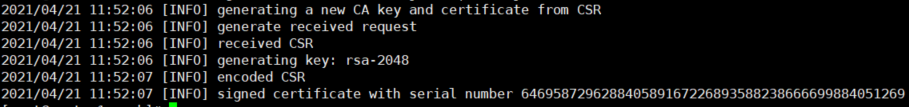 2021/04/21 11:52:06 [INFO] generating a new CA key and certificate from CSR
2021/04/21 11:52:06 [INFO] generate received request
2021/04/21 11:52:06 [INFO] received CSR
2021/04/21 11:52:06 [INFO] generating key: rsa-2048
2021/04/21 11:52:07 [INFO] encoded CSR
2021/04/21 11:52:07 [INFO] signed certificate with serial number 646958729628840589167226893588238666699884051269